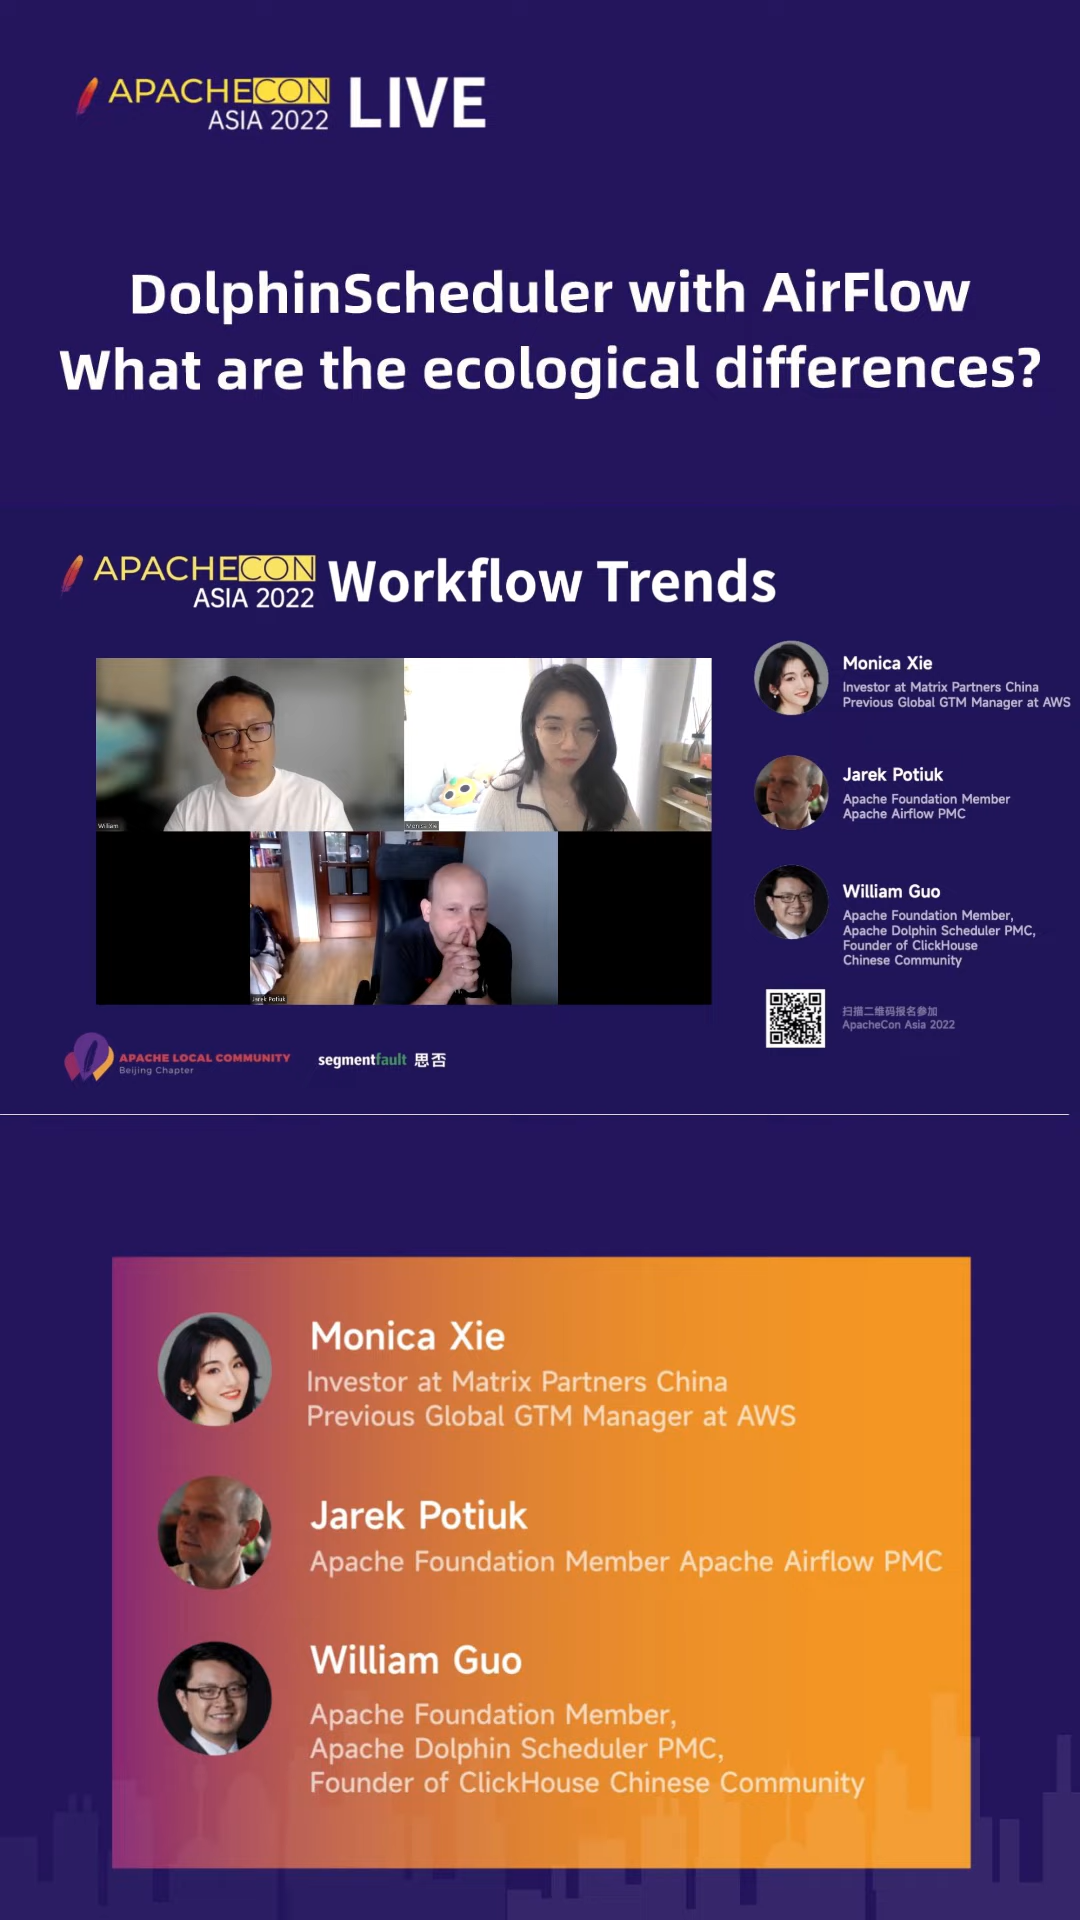 APACHECON LIVE
ASIA 2022
DolphinScheduler with AirFlow
What are the ecological differences?
APACHECON Workflow Trends
ASIA 2022
William
Monica Xie
Jarek Potiuk
Monica Xie
Investor at Matrix Partners China
Previous Global GTM Manager at AWS
Jarek Potiuk
Apache Foundation Member
Apache Airflow PMC
William Guo
Apache Foundation Member,
Apache Dolphin Scheduler PMC,
Founder of ClickHouse
Chinese Community
扫描二维码报名参加
ApacheCon Asia 2022
APACHE LOCAL COMMUNITY
Beijing Chapter
segmentfault 思否
Monica Xie
Investor at Matrix Partners China
Previous Global GTM Manager at AWS
Jarek Potiuk
Apache Foundation Member Apache Airflow PMC
William Guo
Apache Foundation Member,
Apache Dolphin Scheduler PMC,
Founder of ClickHouse Chinese Community